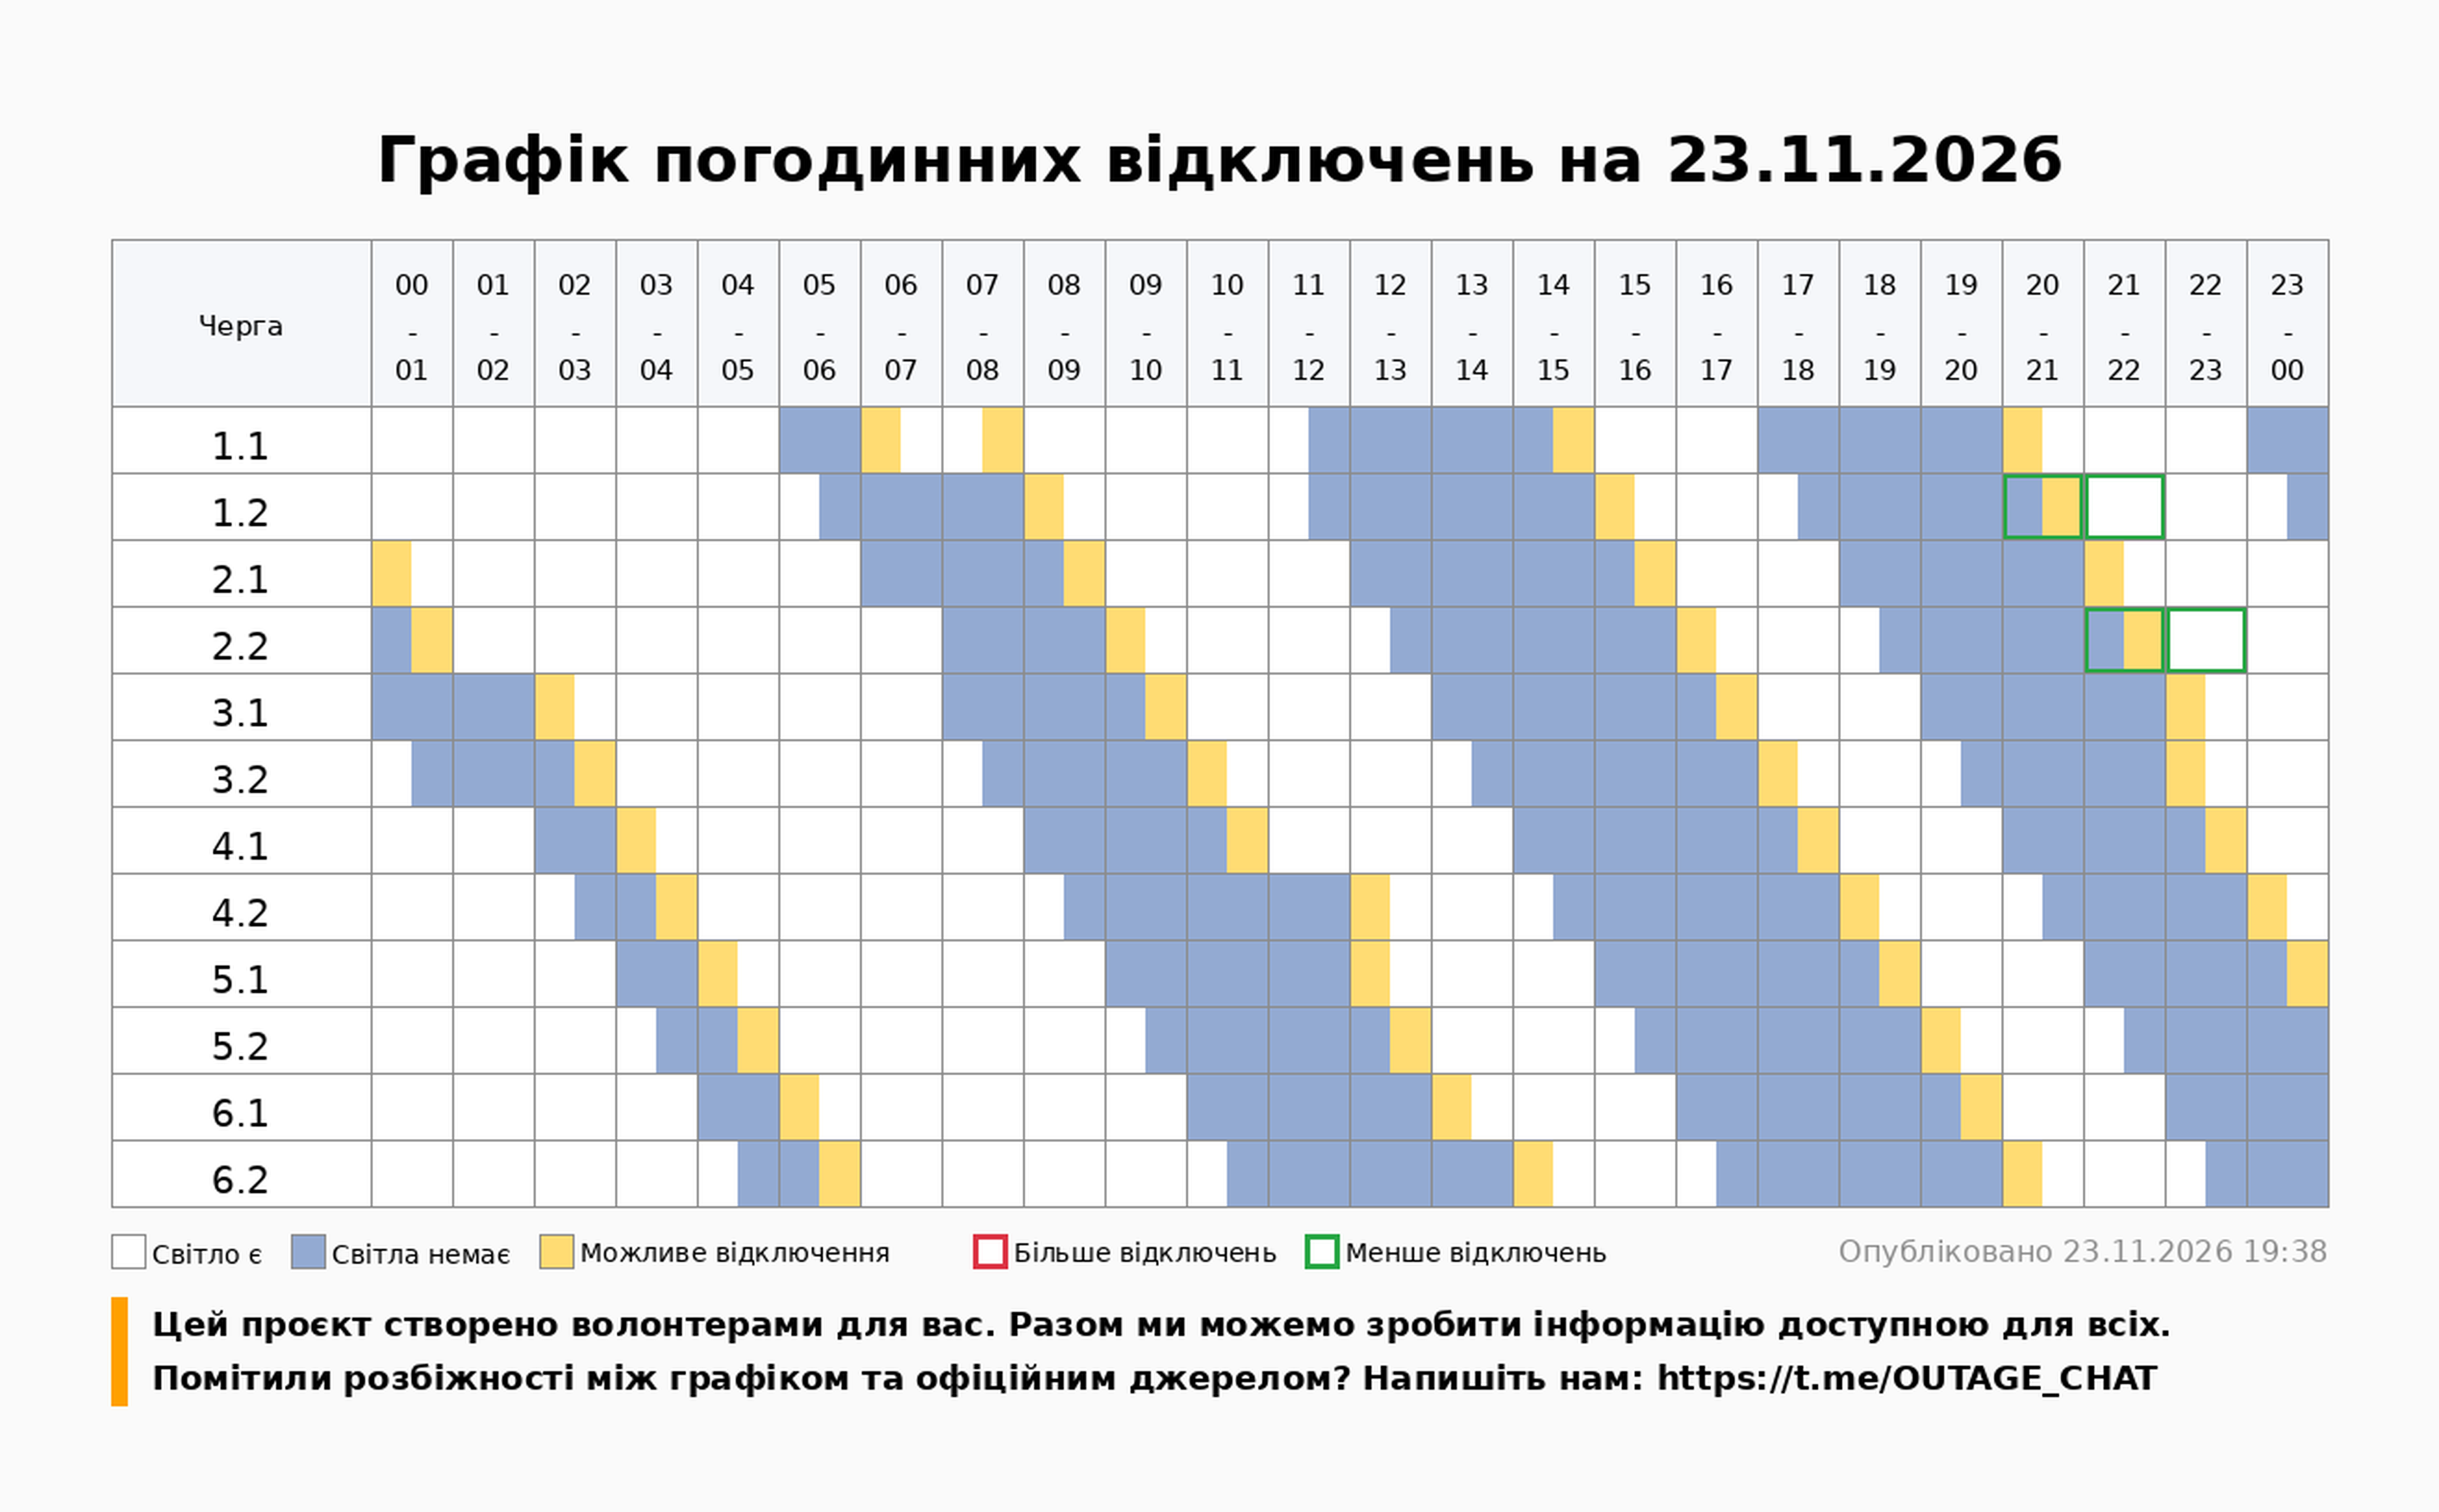 Графік погодинних відключень на 23.11.2026
Черга
00 - 01
01 - 02
02 - 03
03 - 04
04 - 05
05 - 06
06 - 07
07 - 08
08 - 09
09 - 10
10 - 11
11 - 12
12 - 13
13 - 14
14 - 15
15 - 16
16 - 17
17 - 18
18 - 19
19 - 20
20 - 21
21 - 22
22 - 23
23 - 00
1.1
1.2
2.1
2.2
3.1
3.2
4.1
4.2
5.1
5.2
6.1
6.2
Світло є
Світла немає
Можливе відключення
Більше відключень
Менше відключень
Опубліковано 23.11.2026 19:38
Цей проєкт створено волонтерами для вас. Разом ми можемо зробити інформацію доступною для всіх.
Помітили розбіжності між графіком та офіційним джерелом? Напишіть нам: https://t.me/OUTAGE_CHAT